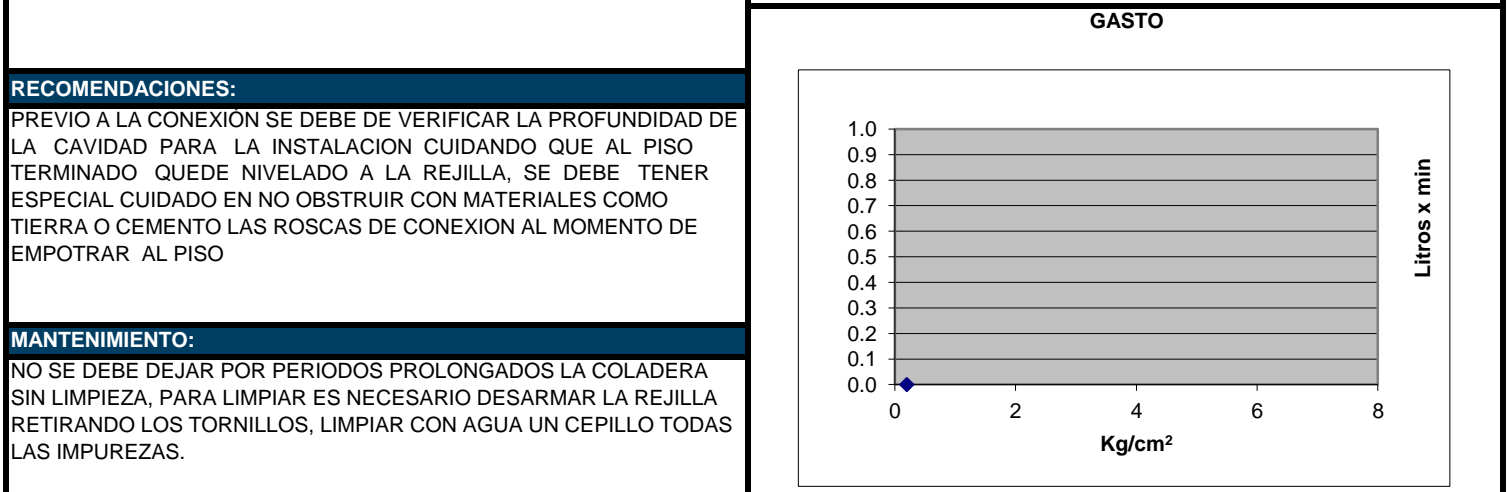 RECOMENDACIONES:
PREVIO A LA CONEXIÓN SE DEBE DE VERIFICAR LA PROFUNDIDAD DE
LA CAVIDAD PARA LA INSTALACION CUIDANDO QUE AL PISO
TERMINADO QUEDE NIVELADO A LA REJILLA, SE DEBE TENER
ESPECIAL CUIDADO EN NO OBSTRUIR CON MATERIALES COMO
TIERRA O CEMENTO LAS ROSCAS DE CONEXION AL MOMENTO DE
EMPOTRAR AL PISO
MANTENIMIENTO:
NO SE DEBE DEJAR POR PERIODOS PROLONGADOS LA COLADERA
SIN LIMPIEZA, PARA LIMPIAR ES NECESARIO DESARMAR LA REJILLA
RETIRANDO LOS TORNILLOS, LIMPIAR CON AGUA UN CEPILLO TODAS
LAS IMPUREZAS.
GASTO
1.0
0.9
0.8
0.7
0.6
0.5
0.4
0.3
0.2
0.1
0.0
0 2 4 6 8
Kg/cm²
Litros x min